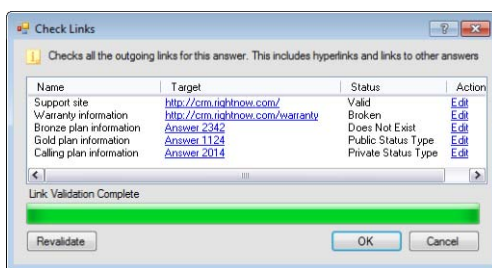 Check Links
Checks all the outgoing links for this answer. This includes hyperlinks and links to other answers
Name Target Status Action
Support site http://crm.rightnow.com/ Valid Edit
Warranty information http://crm.rightnow.com/warranty Broken Edit
Bronze plan information Answer 2342 Does Not Exist Edit
Gold plan information Answer 1124 Public Status Type Edit
Calling plan information Answer 2014 Private Status Type Edit
Link Validation Complete
Revalidate OK Cancel